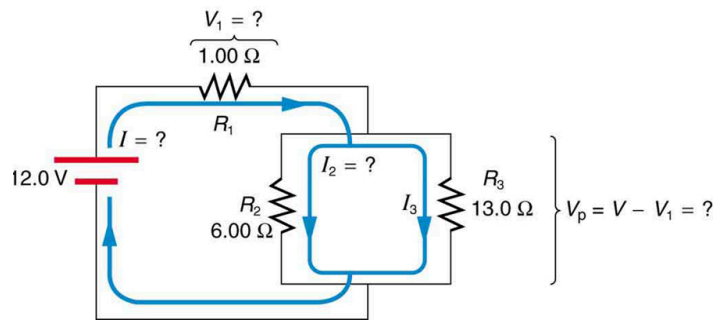 V₁ = ?
1.00 Ω
R₁
I = ?
12.0 V
I₂ = ?
R₂
6.00 Ω
I₃
R₃
13.0 Ω
Vₚ = V − V₁ = ?